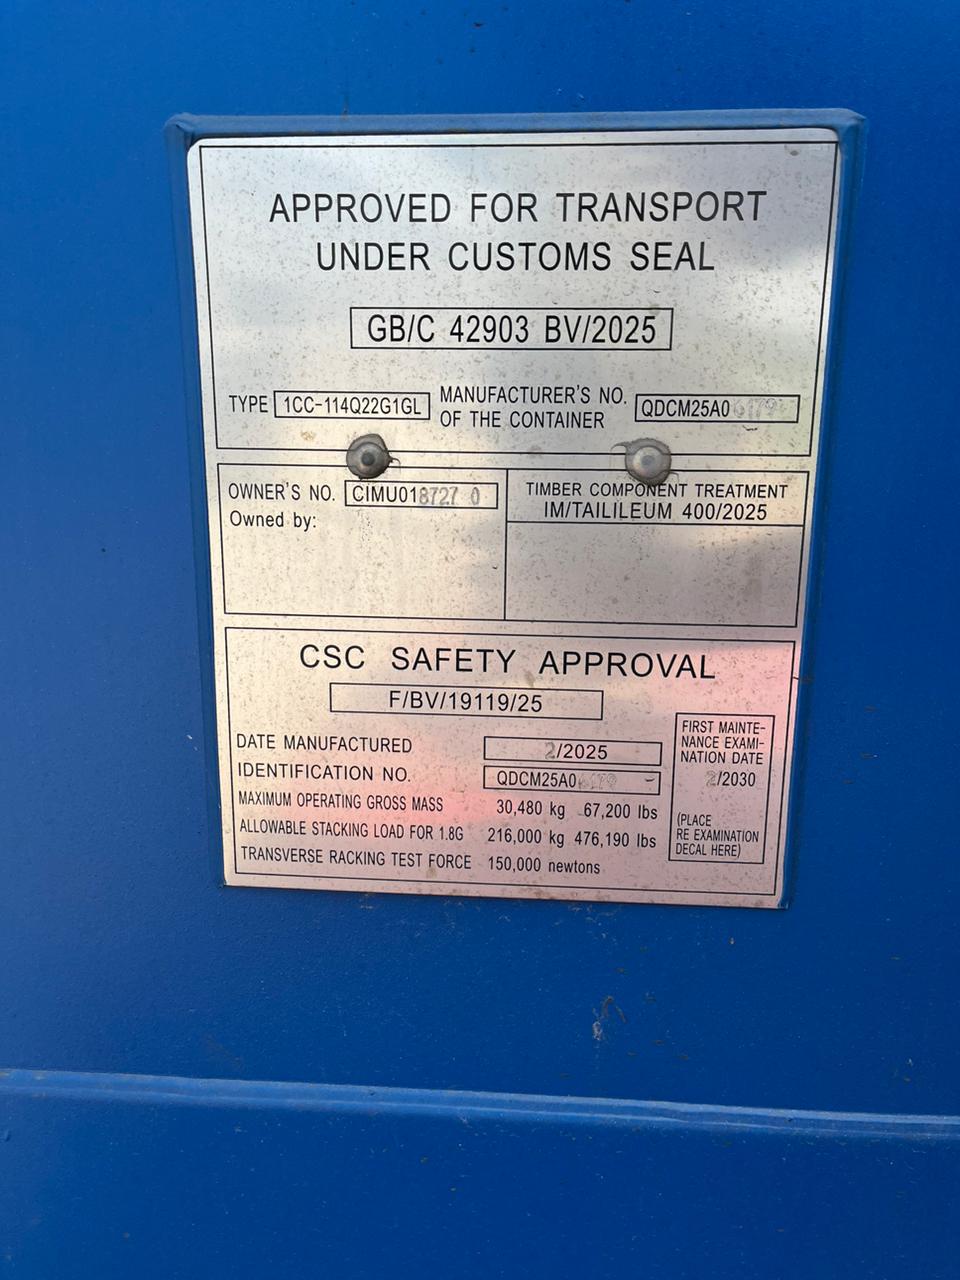 APPROVED FOR TRANSPORT
UNDER CUSTOMS SEAL
GB/C 42903 BV/2025
TYPE 1CC-114Q22G1GL
MANUFACTURER'S NO.
OF THE CONTAINER
QDCM25A06179
OWNER'S NO. CIMU018727 0
Owned by:
TIMBER COMPONENT TREATMENT
IM/TAILILEUM 400/2025
CSC SAFETY APPROVAL
F/BV/19119/25
DATE MANUFACTURED 2/2025
IDENTIFICATION NO. QDCM25A06179
MAXIMUM OPERATING GROSS MASS 30,480 kg 67,200 lbs
ALLOWABLE STACKING LOAD FOR 1.8G 216,000 kg 476,190 lbs
TRANSVERSE RACKING TEST FORCE 150,000 newtons
FIRST MAINTE-
NANCE EXAMI-
NATION DATE
2/2030
(PLACE
RE EXAMINATION
DECAL HERE)